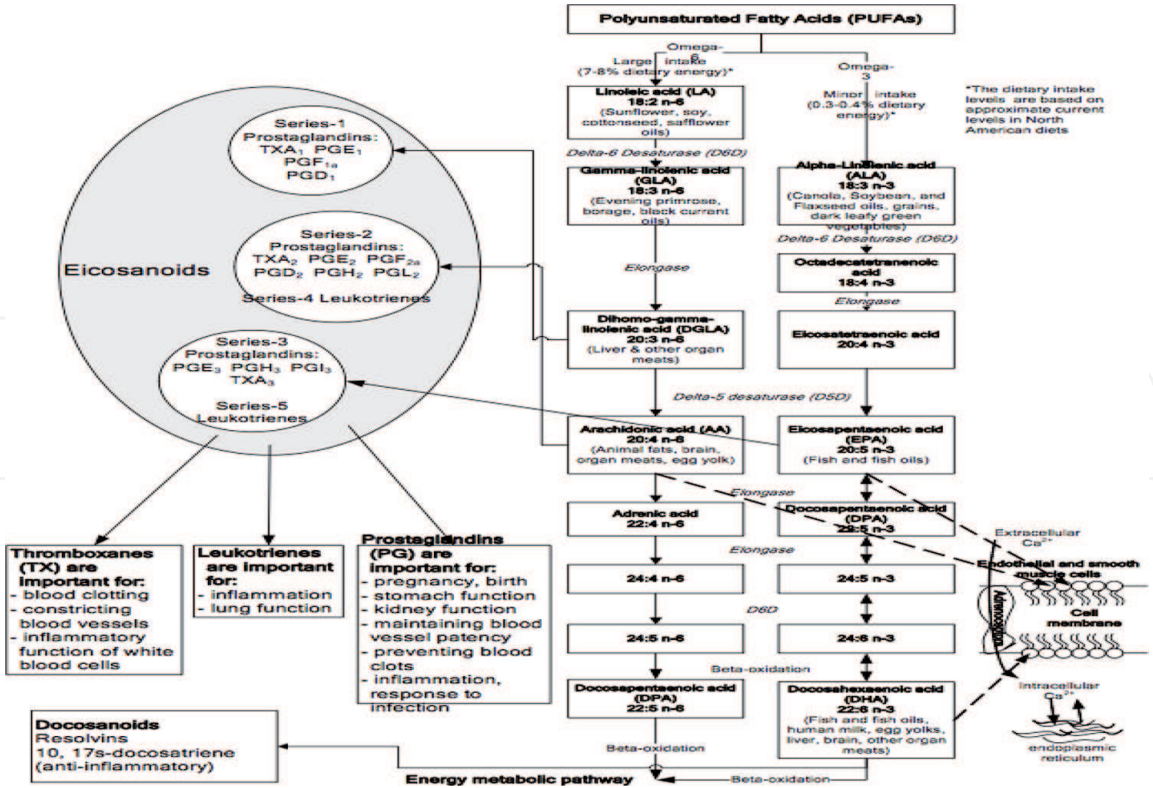 Polyunsaturated Fatty Acids (PUFAs)
Omega-
6
Large intake
(7-8% dietary energy)*
Omega-
3
Minor intake
(0.3-0.4% dietary
energy)*
*The dietary intake
levels are based on
approximate current
levels in North
American diets
Linoleic acid (LA)
18:2 n-6
(Sunflower, soy,
cottonseed, safflower
oils)
Delta-6 Desaturase (D6D)
Gamma-linolenic acid
(GLA)
18:3 n-6
(Evening primrose,
borage, black currant
oils)
Alpha-Linolenic acid
(ALA)
18:3 n-3
(Canola, Soybean, and
Flaxseed oils, grains,
dark leafy green
vegetables)
Delta-6 Desaturase (D6D)
Elongase
Octadecatetranenoic
acid
18:4 n-3
Elongase
Dihomo-gamma-
linolenic acid (DGLA)
20:3 n-6
(Liver & other organ
meats)
Eicosatetraenoic acid
20:4 n-3
Delta-5 desaturase (D5D)
Arachidonic acid (AA)
20:4 n-6
(Animal fats, brain,
organ meats, egg yolk)
Eicosapentaenoic acid
(EPA)
20:5 n-3
(Fish and fish oils)
Elongase
Adrenic acid
22:4 n-6
Docosapentaenoic acid
(DPA)
22:5 n-3
Elongase
24:4 n-6
24:5 n-3
D6D
24:5 n-6
24:6 n-3
Beta-oxidation
Docosapentaenoic acid
(DPA)
22:5 n-6
Docosahexaenoic acid
(DHA)
22:6 n-3
(Fish and fish oils,
human milk, egg yolks,
liver, brain, other organ
meats)
Beta-oxidation
Beta-oxidation
Energy metabolic pathway
Eicosanoids
Series-1
Prostaglandins:
TXA₁ PGE₁
PGF₁ₐ
PGD₁
Series-2
Prostaglandins:
TXA₂ PGE₂ PGF₂ₐ
PGD₂ PGH₂ PGL₂
Series-4 Leukotrienes
Series-3
Prostaglandins:
PGE₃ PGH₃ PGI₃
TXA₃
Series-5
Leukotrienes
Thromboxanes
(TX) are
important for:
- blood clotting
- constricting
blood vessels
- inflammatory
function of white
blood cells
Leukotrienes
are important
for:
- inflammation
- lung function
Prostaglandins
(PG) are
important for:
- pregnancy, birth
- stomach function
- kidney function
- maintaining blood
vessel patency
- preventing blood
clots
- inflammation,
response to
infection
Docosanoids
Resolvins
10, 17s-docosatriene
(anti-inflammatory)
Extracellular
Ca²⁺
Endothelial and smooth
muscle cells
Adrenoceptors
Cell
membrane
Intracellular
Ca²⁺
endoplasmic
reticulum